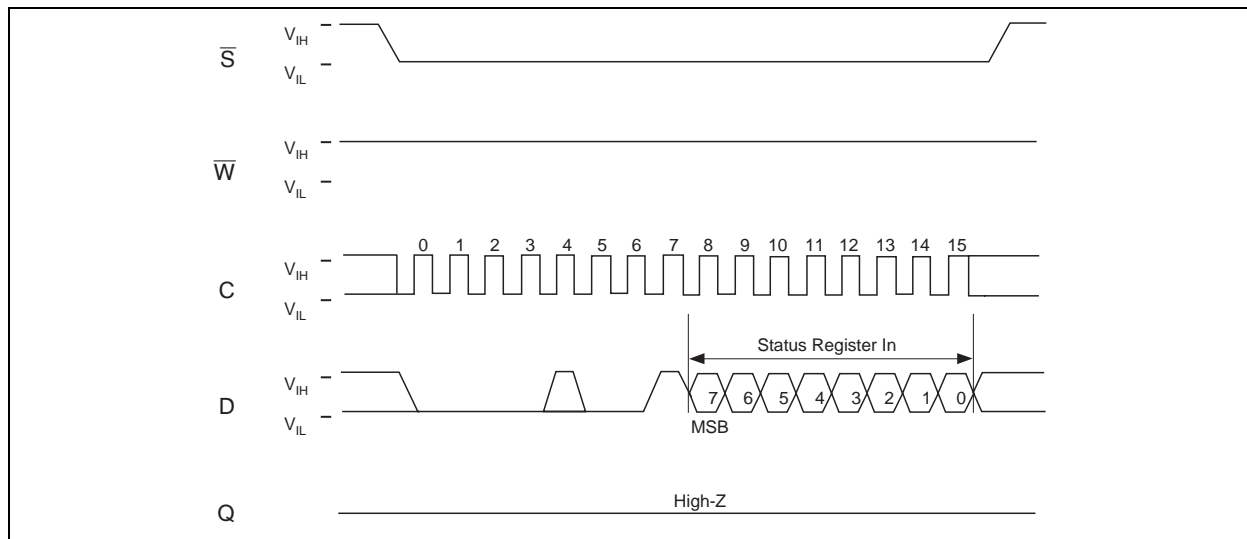 S̅
V_IH
V_IL
W̅
V_IH
V_IL
0 1 2 3 4 5 6 7 8 9 10 11 12 13 14 15
C
V_IH
V_IL
Status Register In
D
V_IH
V_IL
7 6 5 4 3 2 1 0
MSB
Q
High-Z